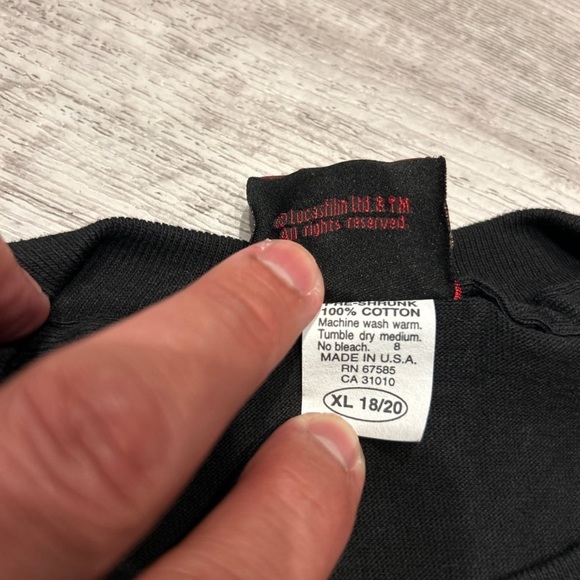 © Lucasfilm Ltd. & TM.
All rights reserved.
PRE-SHRUNK
100% COTTON
Machine wash warm.
Tumble dry medium.
No bleach. 8
MADE IN U.S.A.
RN 67585
CA 31010
XL 18/20